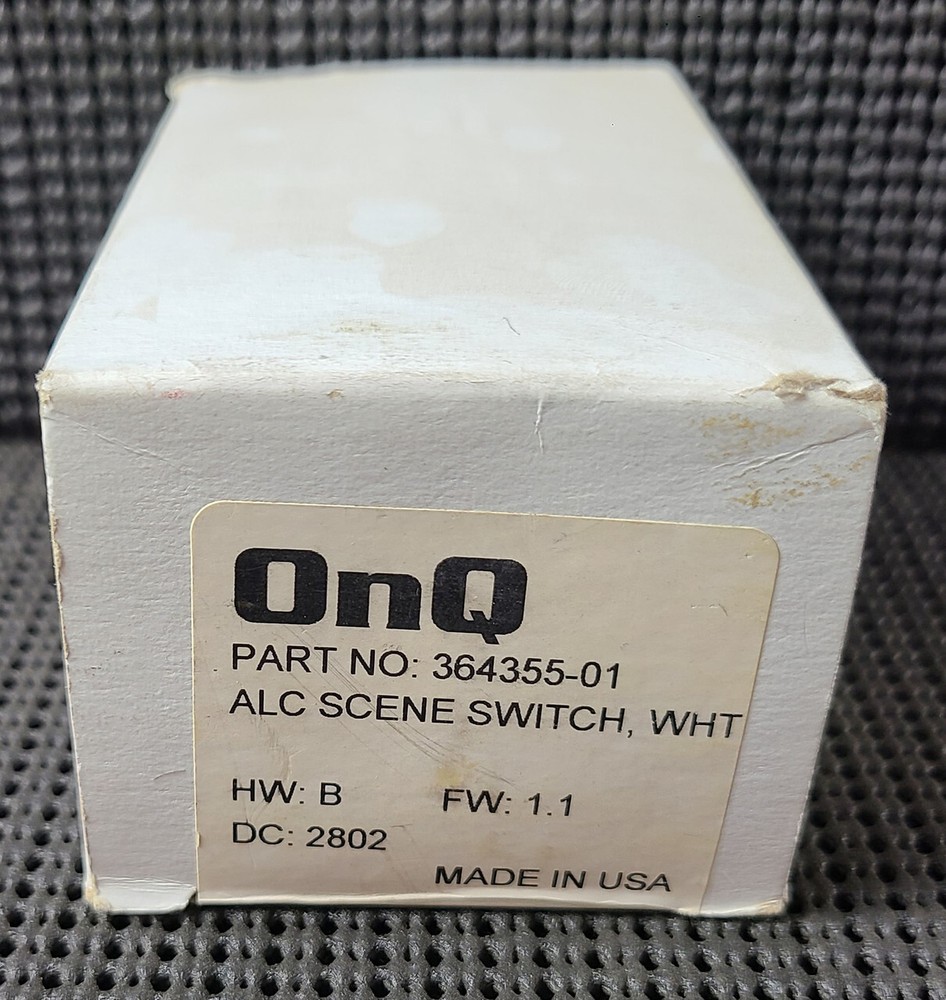 OnQ
PART NO: 364355-01
ALC SCENE SWITCH, WHT
HW: B FW: 1.1
DC: 2802
MADE IN USA